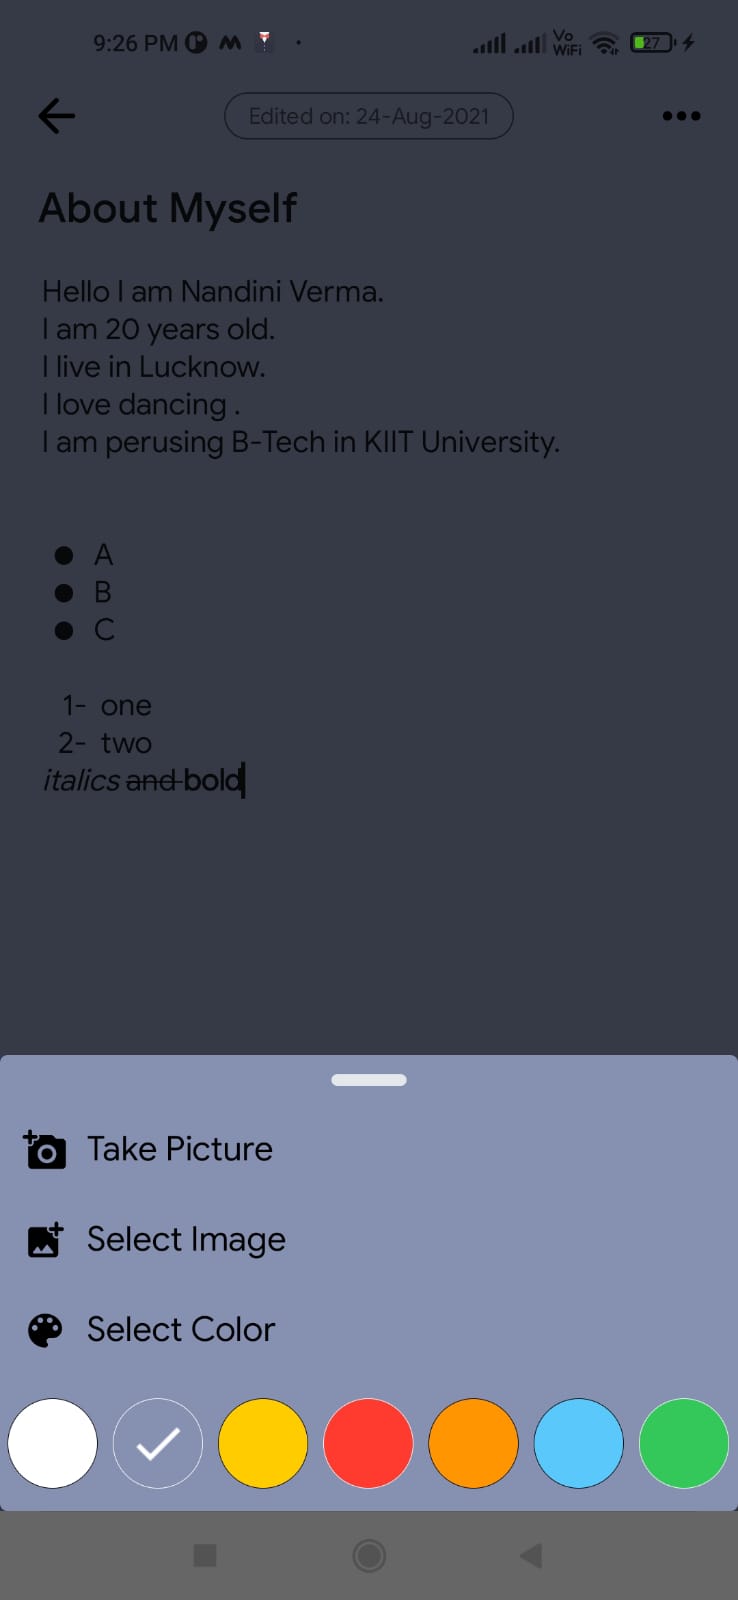 9:26 PM
Vo
WiFi
27
Edited on: 24-Aug-2021
About Myself
Hello I am Nandini Verma.
I am 20 years old.
I live in Lucknow.
I love dancing .
I am perusing B-Tech in KIIT University.
● A
● B
● C
1- one
2- two
italics and bold
Take Picture
Select Image
Select Color